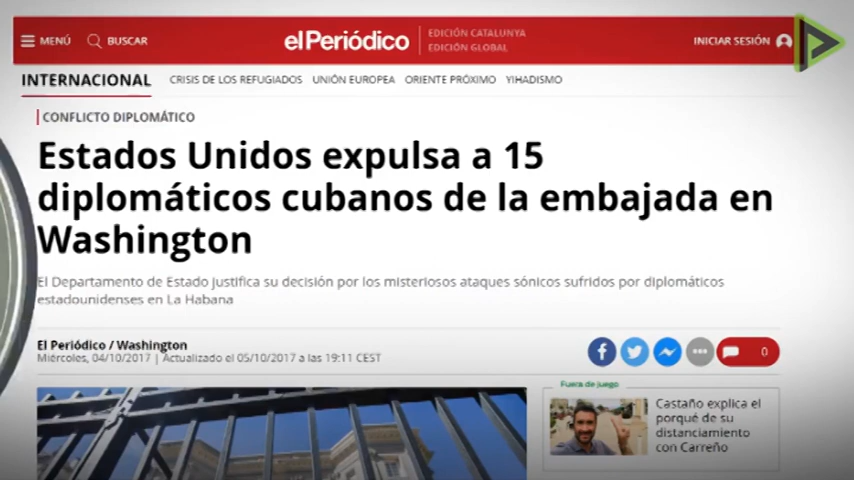 MENÚ
BUSCAR
elPeriódico
EDICIÓN CATALUNYA
EDICIÓN GLOBAL
INICIAR SESIÓN
INTERNACIONAL
CRISIS DE LOS REFUGIADOS
UNIÓN EUROPEA
ORIENTE PRÓXIMO
YIHADISMO
CONFLICTO DIPLOMÁTICO
Estados Unidos expulsa a 15
diplomáticos cubanos de la embajada en
Washington
El Departamento de Estado justifica su decisión por los misteriosos ataques sónicos sufridos por diplomáticos
estadounidenses en La Habana
El Periódico / Washington
Miércoles, 04/10/2017 | Actualizado el 05/10/2017 a las 19:11 CEST
0
Fuera de juego
Castaño explica el
porqué de su
distanciamiento
con Carreño